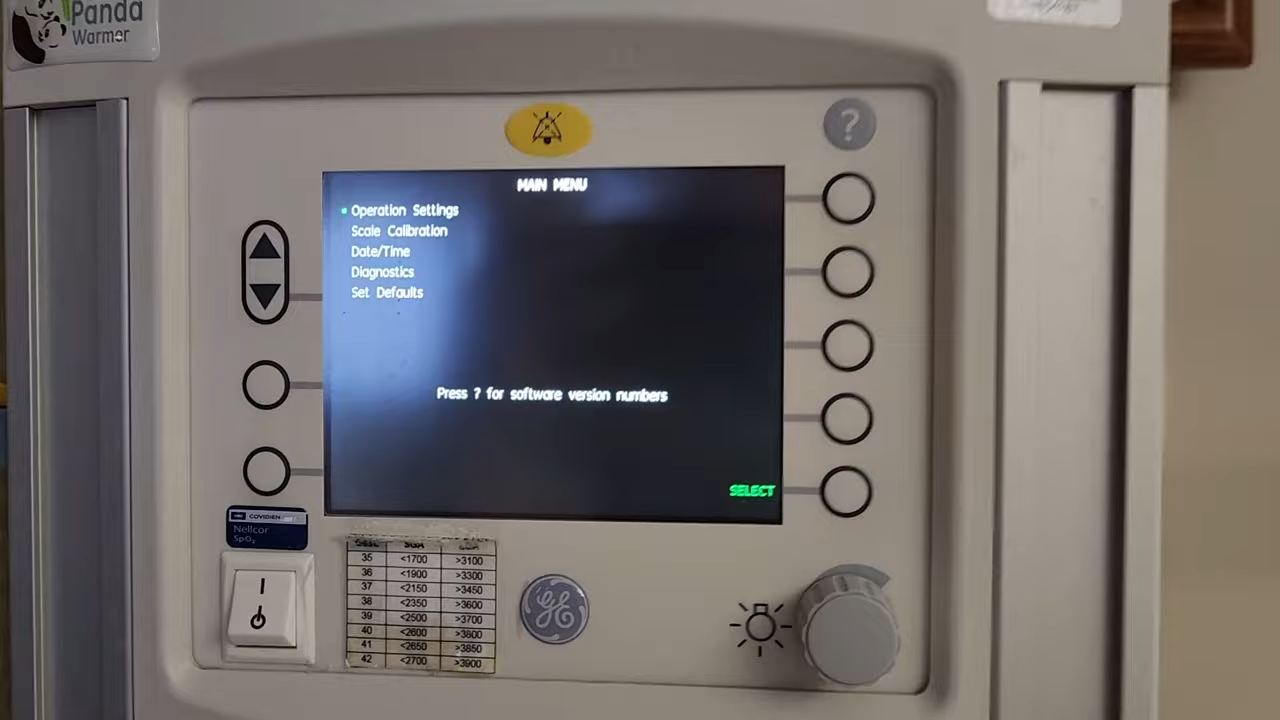 Panda
Warmer
?
MAIN MENU
Operation Settings
Scale Calibration
Date/Time
Diagnostics
Set Defaults
Press ? for software version numbers
SELECT
COVIDIEN
Nellcor
SpO₂
SGA
35 <1700 >3100
36 <1900 >3300
37 <2150 >3450
38 <2350 >3600
39 <2500 >3700
40 <2600 >3800
41 <2650 >3850
42 <2700 >3900
GE